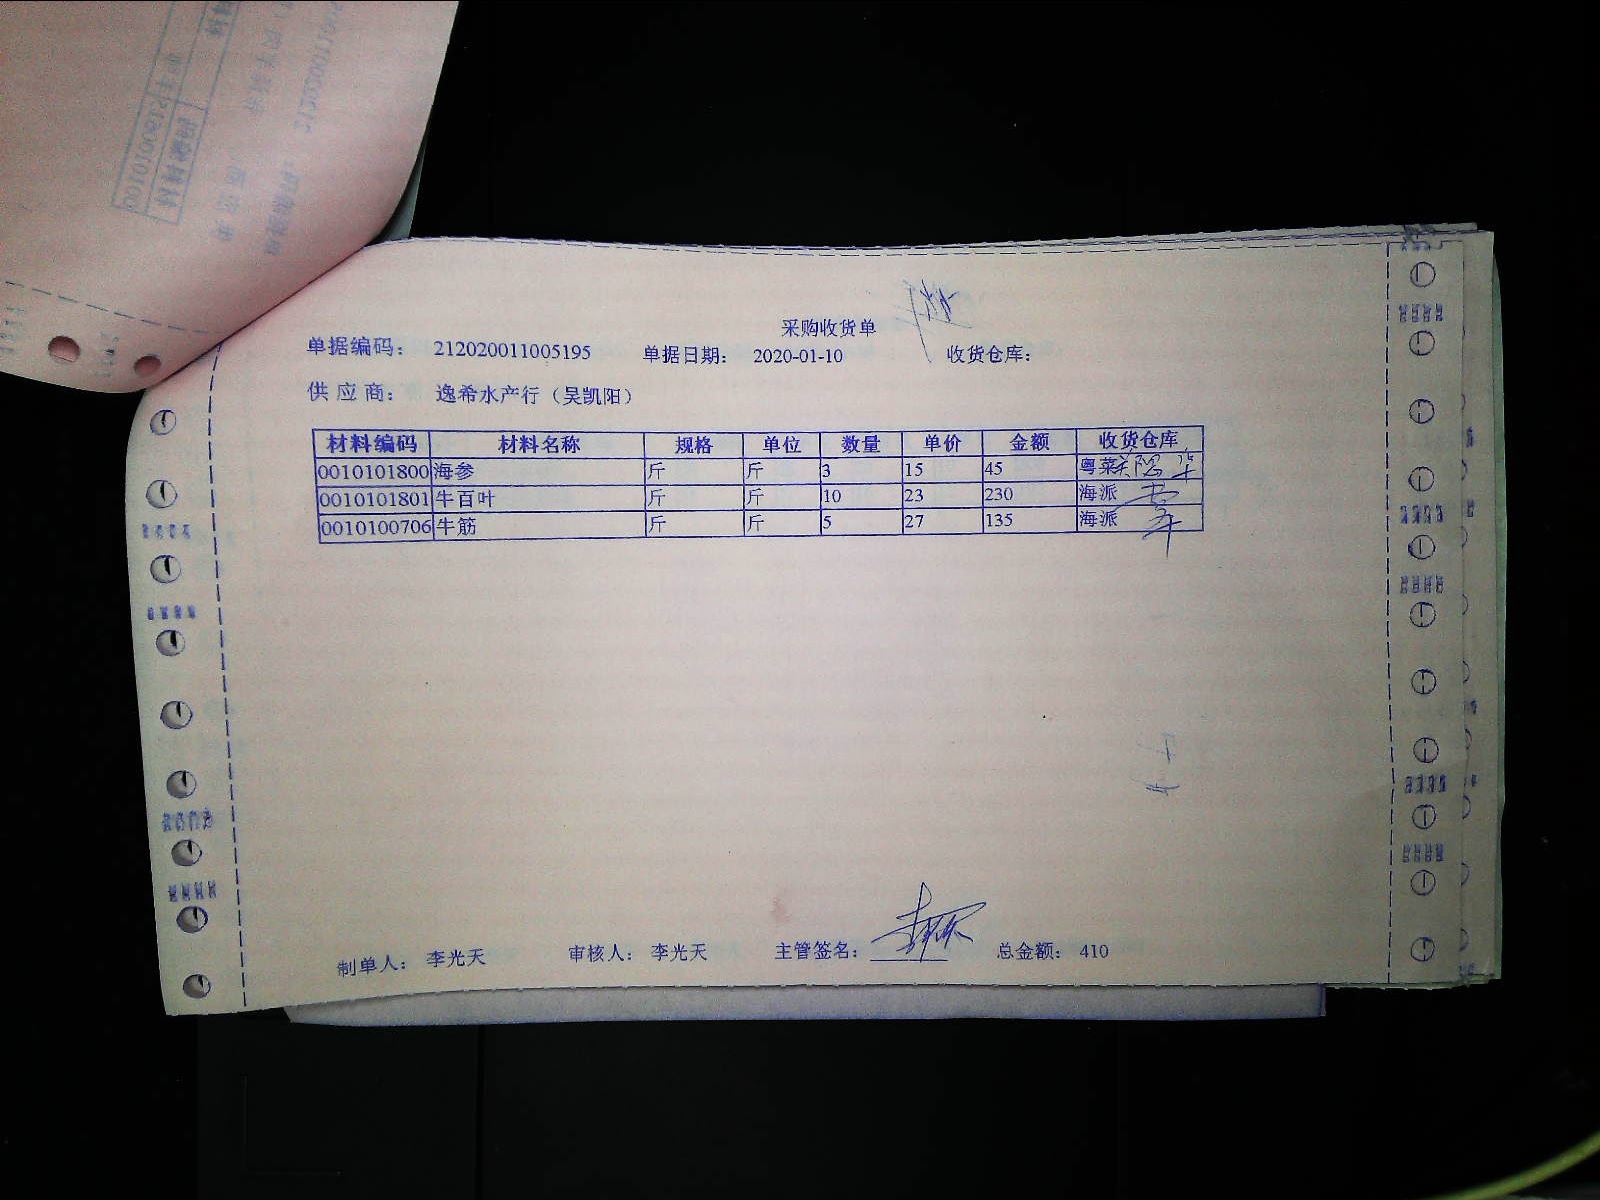 采购收货单
单据编码： 212020011005195 单据日期： 2020-01-10 收货仓库：
供 应 商： 逸希水产行（吴凯阳）
材料编码 材料名称 规格 单位 数量 单价 金额 收货仓库
0010101800 海参 斤 斤 3 15 45 粤菜
0010101801 牛百叶 斤 斤 10 23 230 海派
0010100706 牛筋 斤 斤 5 27 135 海派
制单人： 李光天 审核人： 李光天 主管签名： 总金额： 410